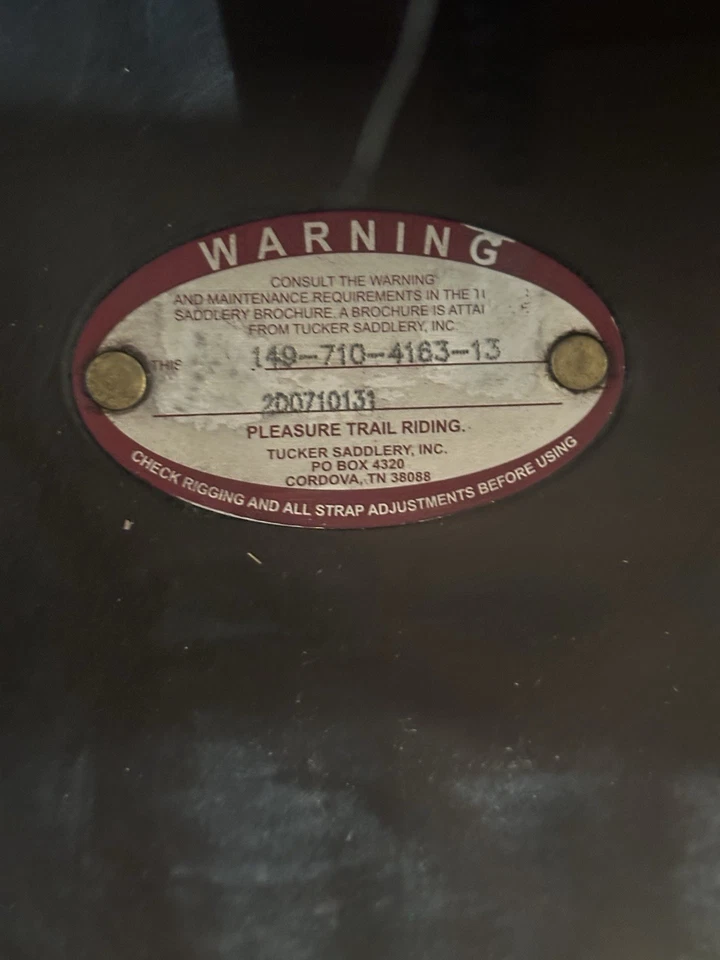 WARNING
CONSULT THE WARNING
AND MAINTENANCE REQUIREMENTS IN THE
SADDLERY BROCHURE. A BROCHURE IS
FROM TUCKER SADDLERY, INC
THIS 149-710-4163-13
200710131
PLEASURE TRAIL RIDING.
TUCKER SADDLERY, INC.
PO BOX 4320
CORDOVA, TN 38088
CHECK RIGGING AND ALL STRAP ADJUSTMENTS BEFORE USING